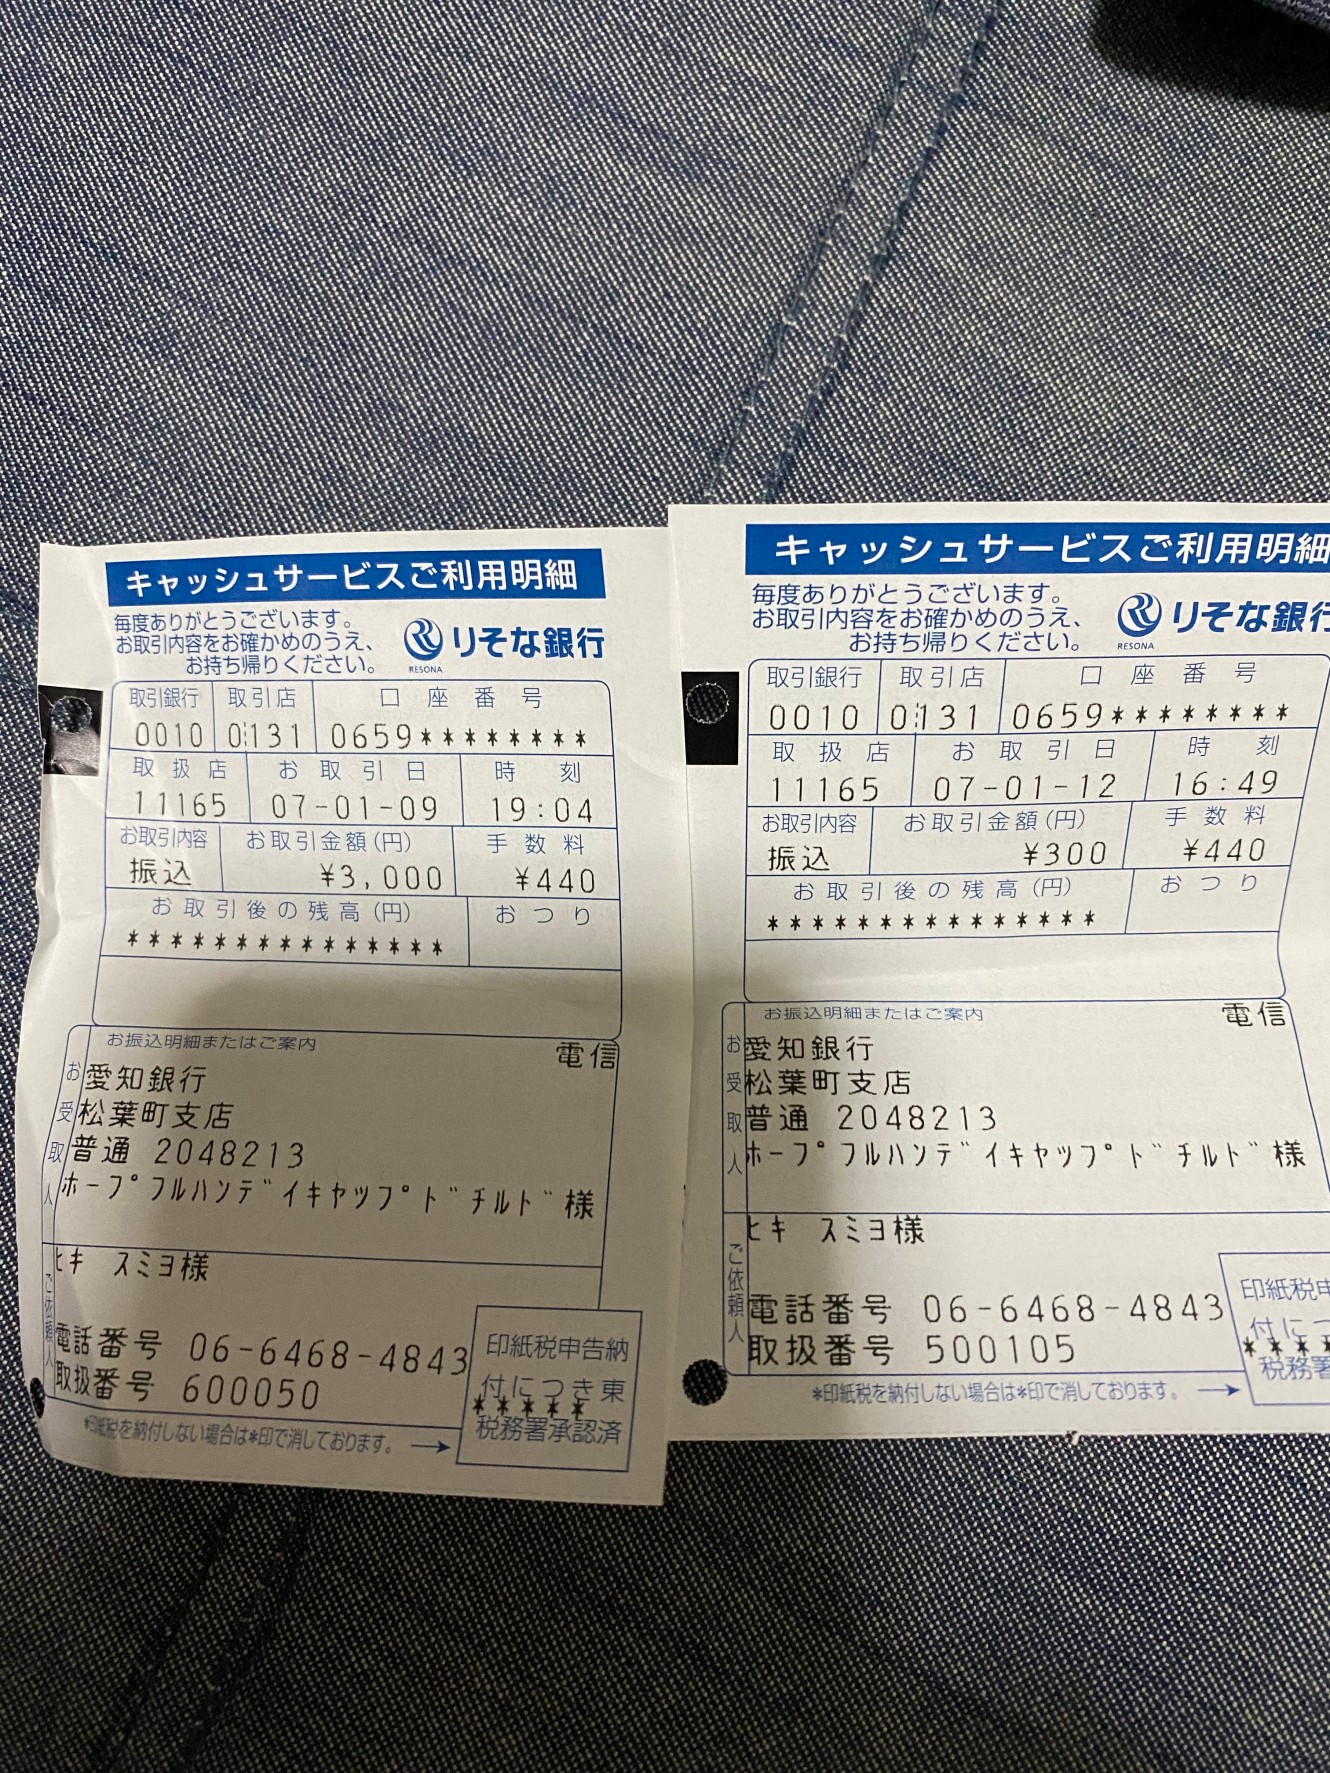 キャッシュサービスご利用明細
毎度ありがとうございます。
お取引内容をお確かめのうえ、
お持ち帰りください。
RESONA
りそな銀行
取引銀行 取引店 口座番号
0010 0131 0659********
取扱店 お取引日 時刻
11165 07-01-09 19:04
お取引内容 お取引金額(円) 手数料
振込 ¥3,000 ¥440
お取引後の残高(円) おつり
***************
お振込明細またはご案内
電信
お受取人
愛知銀行
松葉町支店
普通 2048213
ホープフルハンデイキヤツプドチルド様
ご依頼人
ヒキ スミヨ様
電話番号 06-6468-4843
取扱番号 600050
印紙税申告納
付につき東
*****
税務署承認済
*印紙税を納付しない場合は*印で消しております。→
キャッシュサービスご利用明細
毎度ありがとうございます。
お取引内容をお確かめのうえ、
お持ち帰りください。
RESONA
りそな銀行
取引銀行 取引店 口座番号
0010 0131 0659********
取扱店 お取引日 時刻
11165 07-01-12 16:49
お取引内容 お取引金額(円) 手数料
振込 ¥300 ¥440
お取引後の残高(円) おつり
***************
お振込明細またはご案内
電信
お受取人
愛知銀行
松葉町支店
普通 2048213
ホープフルハンデイキヤツプドチルド様
ご依頼人
ヒキ スミヨ様
電話番号 06-6468-4843
取扱番号 500105
印紙税申
付につ
****
税務署
*印紙税を納付しない場合は*印で消しております。→